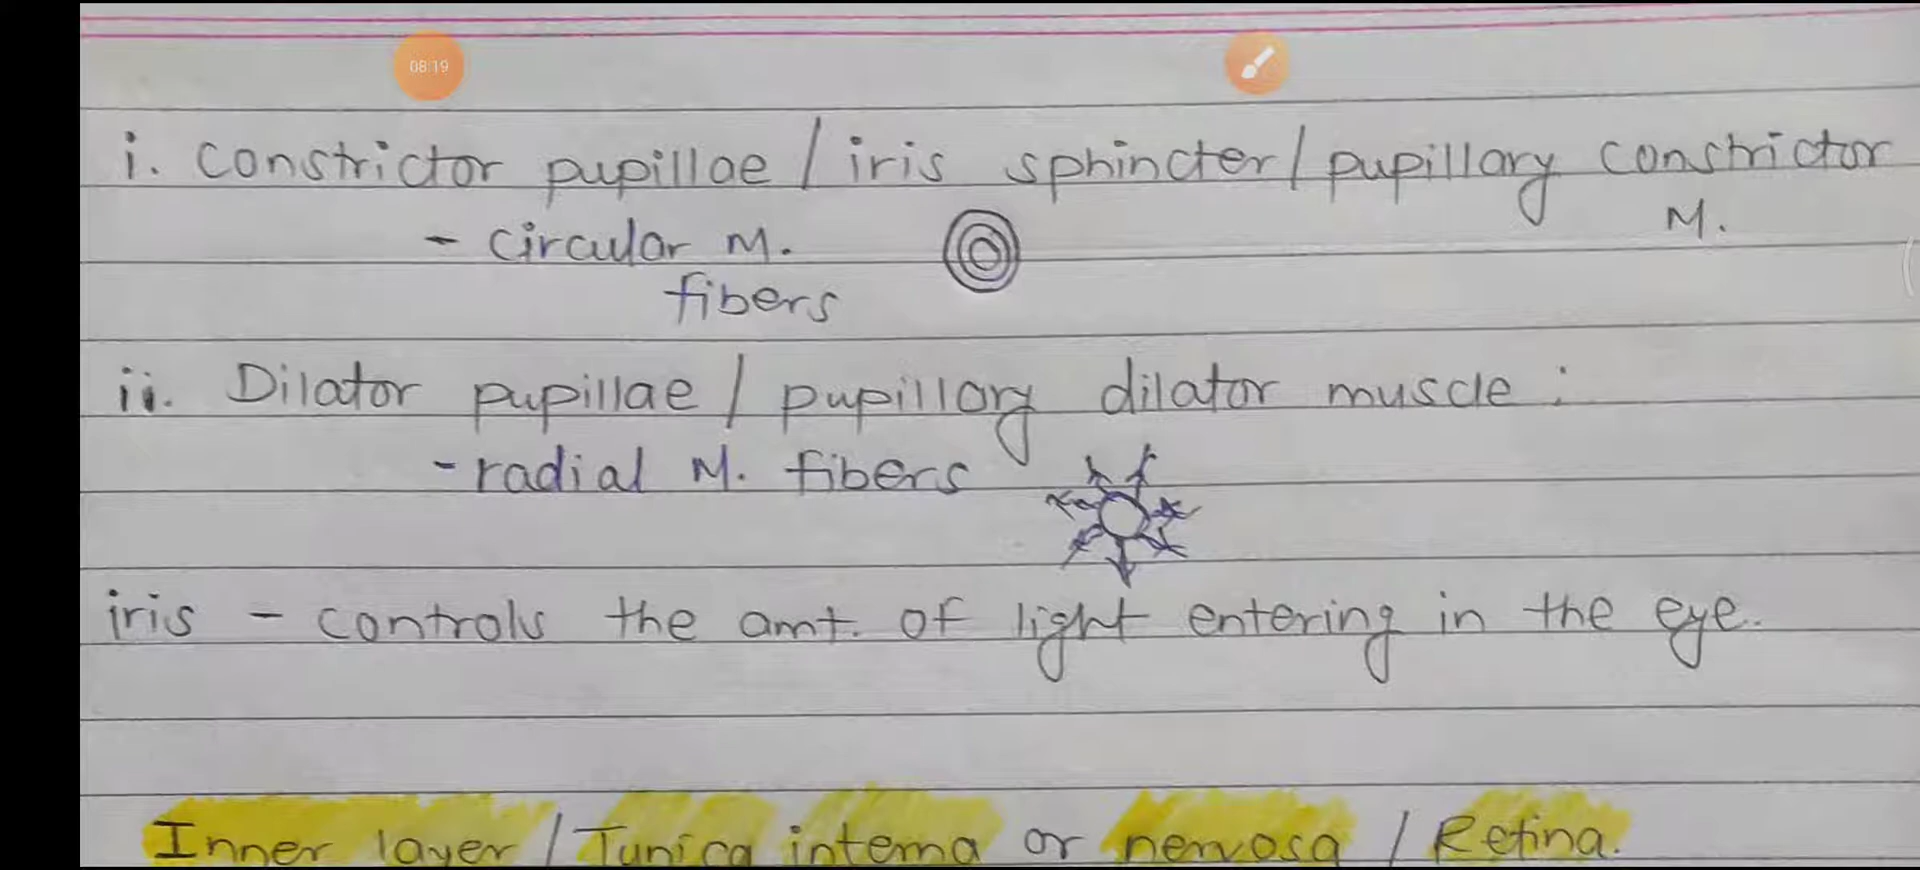 08:19
i. Constrictor pupillae / iris sphincter / pupillary constrictor
M.
- circular M.
fibers
ii. Dilator pupillae / pupillary dilator muscle :
- radial M. fibers
iris - controls the amt. of light entering in the eye.
Inner layer / Tunica interna or nervosa / Retina.